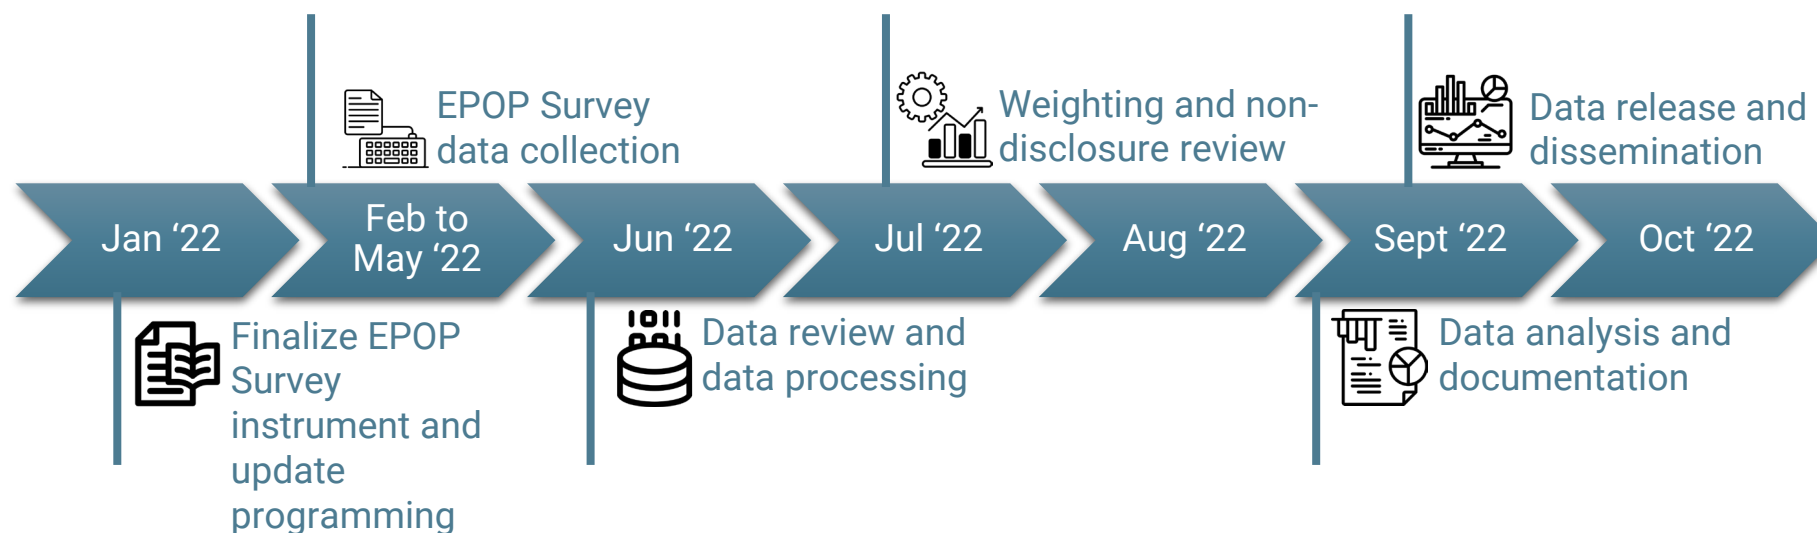 EPOP Survey
data collection
Weighting and non-
disclosure review
Data release and
dissemination
Jan ‘22
Feb to
May ‘22
Jun ‘22
Jul ‘22
Aug ‘22
Sept ‘22
Oct ‘22
Finalize EPOP
Survey
instrument and
update
programming
1011
Data review and
data processing
Data analysis and
documentation